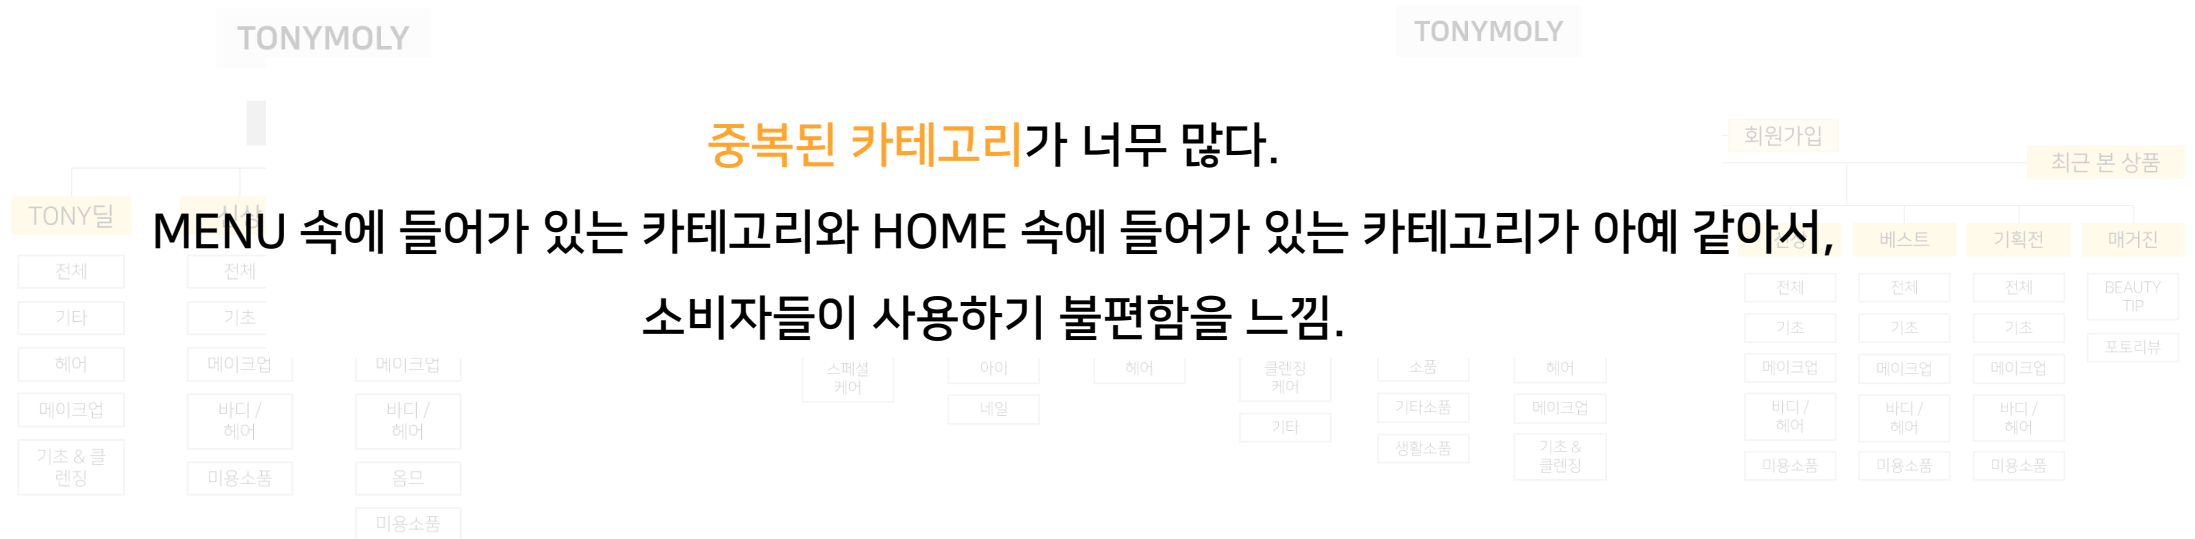 TONYMOLY
TONYMOLY
중복된 카테고리가 너무 많다.
MENU 속에 들어가 있는 카테고리와 HOME 속에 들어가 있는 카테고리가 아예 같아서,
소비자들이 사용하기 불편함을 느낌.
회원가입
최근 본 상품
TONY딜
전체
기타
헤어
메이크업
기초 & 클
렌징
신상
전체
기초
메이크업
바디 /
헤어
미용소품
메이크업
바디 /
헤어
옴므
미용소품
스페셜
케어
아이
네일
헤어
클렌징
케어
기타
소품
기타소품
생활소품
헤어
메이크업
기초 &
클렌징
전체
기초
메이크업
바디 /
헤어
미용소품
베스트
전체
기초
메이크업
바디 /
헤어
미용소품
기획전
전체
기초
메이크업
바디 /
헤어
미용소품
매거진
BEAUTY
TIP
포토리뷰